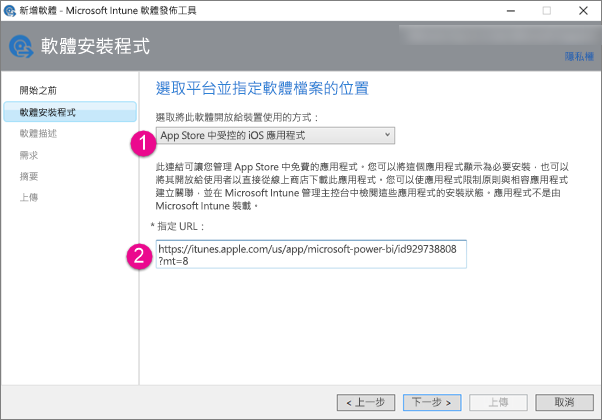 新增軟體 - Microsoft Intune 軟體發佈工具
軟體安裝程式
隱私權
開始之前
軟體安裝程式
軟體描述
需求
摘要
上傳
選取平台並指定軟體檔案的位置
選取將此軟體開放給裝置使用的方式：
1
App Store 中受控的 iOS 應用程式
此連結可讓您管理 App Store 中免費的應用程式。您可以將這個應用程式顯示為必要安裝，也可以
將其開放給使用者以直接從線上商店下載此應用程式。您可以使應用程式限制原則與相容應用程式
建立關聯，並在 Microsoft Intune 管理主控台中檢閱這些應用程式的安裝狀態。應用程式不是由
Microsoft Intune 裝載。
* 指定 URL：
2
https://itunes.apple.com/us/app/microsoft-power-bi/id929738808
?mt=8
< 上一步
下一步 >
上傳
取消